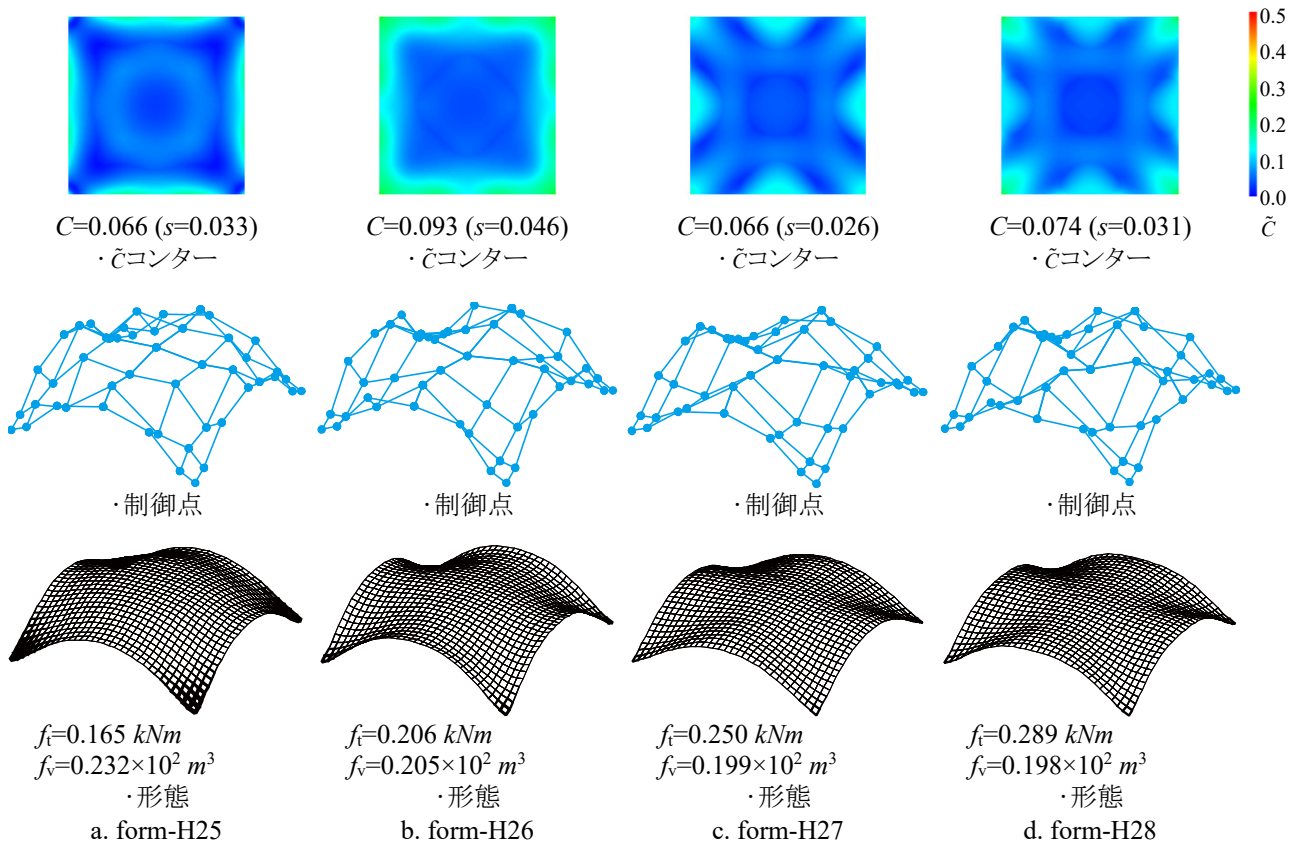 0.5
0.4
0.3
0.2
0.1
0.0
C̃
C=0.066 (s=0.033)
· C̃コンター
C=0.093 (s=0.046)
· C̃コンター
C=0.066 (s=0.026)
· C̃コンター
C=0.074 (s=0.031)
· C̃コンター
·制御点
·制御点
·制御点
·制御点
fₜ=0.165 kNm
fᵥ=0.232×10² m³
·形態
a. form-H25
fₜ=0.206 kNm
fᵥ=0.205×10² m³
·形態
b. form-H26
fₜ=0.250 kNm
fᵥ=0.199×10² m³
·形態
c. form-H27
fₜ=0.289 kNm
fᵥ=0.198×10² m³
·形態
d. form-H28